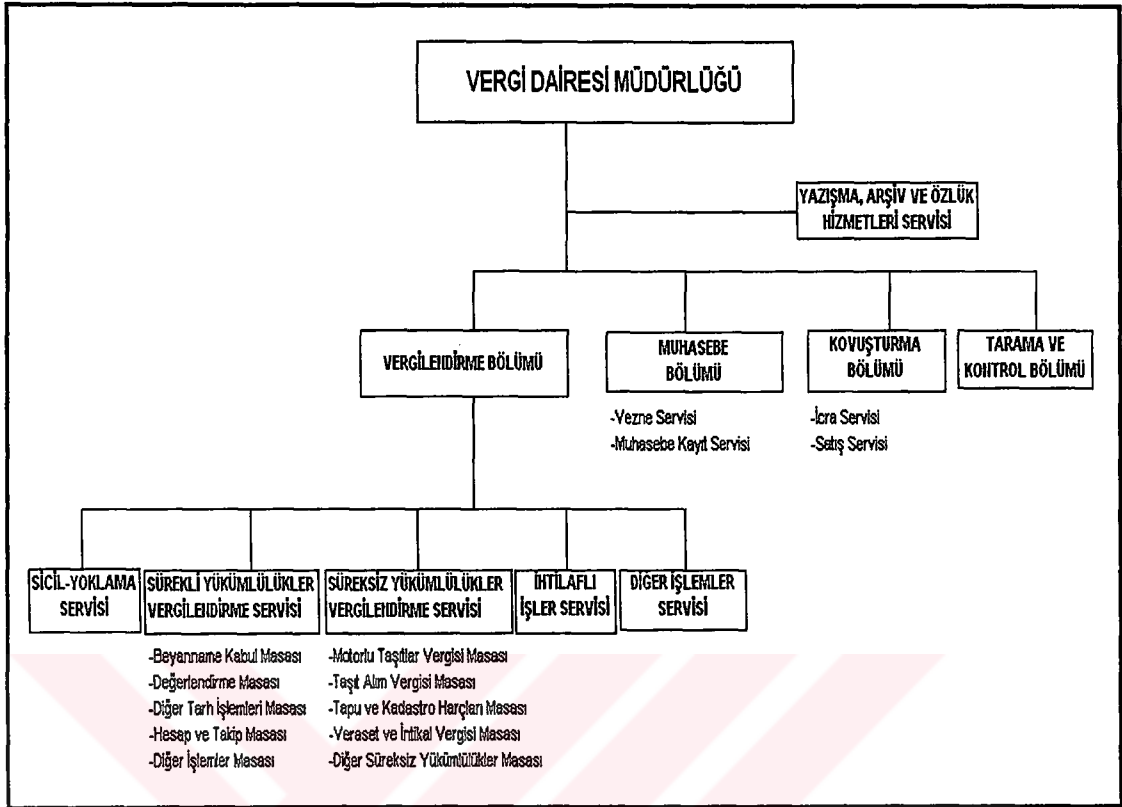 VERGİ DAİRESİ MÜDÜRLÜĞÜ
YAZIŞMA, ARŞİV VE ÖZLÜK
HİZMETLERİ SERVİSİ
VERGİLENDİRME BÖLÜMÜ
MUHASEBE
BÖLÜMÜ
-Vezne Servisi
-Muhasebe Kayıt Servisi
KOVUŞTURMA
BÖLÜMÜ
-İcra Servisi
-Satış Servisi
TARAMA VE
KONTROL BÖLÜMÜ
SİCİL-YOKLAMA
SERVİSİ
SÜREKLİ YÜKÜMLÜLÜKLER
VERGİLENDİRME SERVİSİ
-Beyanname Kabul Masası
-Değerlendirme Masası
-Diğer Tarh İşlemleri Masası
-Hesap ve Takip Masası
-Diğer İşlemler Masası
SÜREKSİZ YÜKÜMLÜLÜKLER
VERGİLENDİRME SERVİSİ
-Motorlu Taşıtlar Vergisi Masası
-Taşıt Alım Vergisi Masası
-Tapu ve Kadastro Harçları Masası
-Veraset ve İntikal Vergisi Masası
-Diğer Süreksiz Yükümlülükler Masası
İHTİLAFLI
İŞLER SERVİSİ
DİĞER İŞLEMLER
SERVİSİ